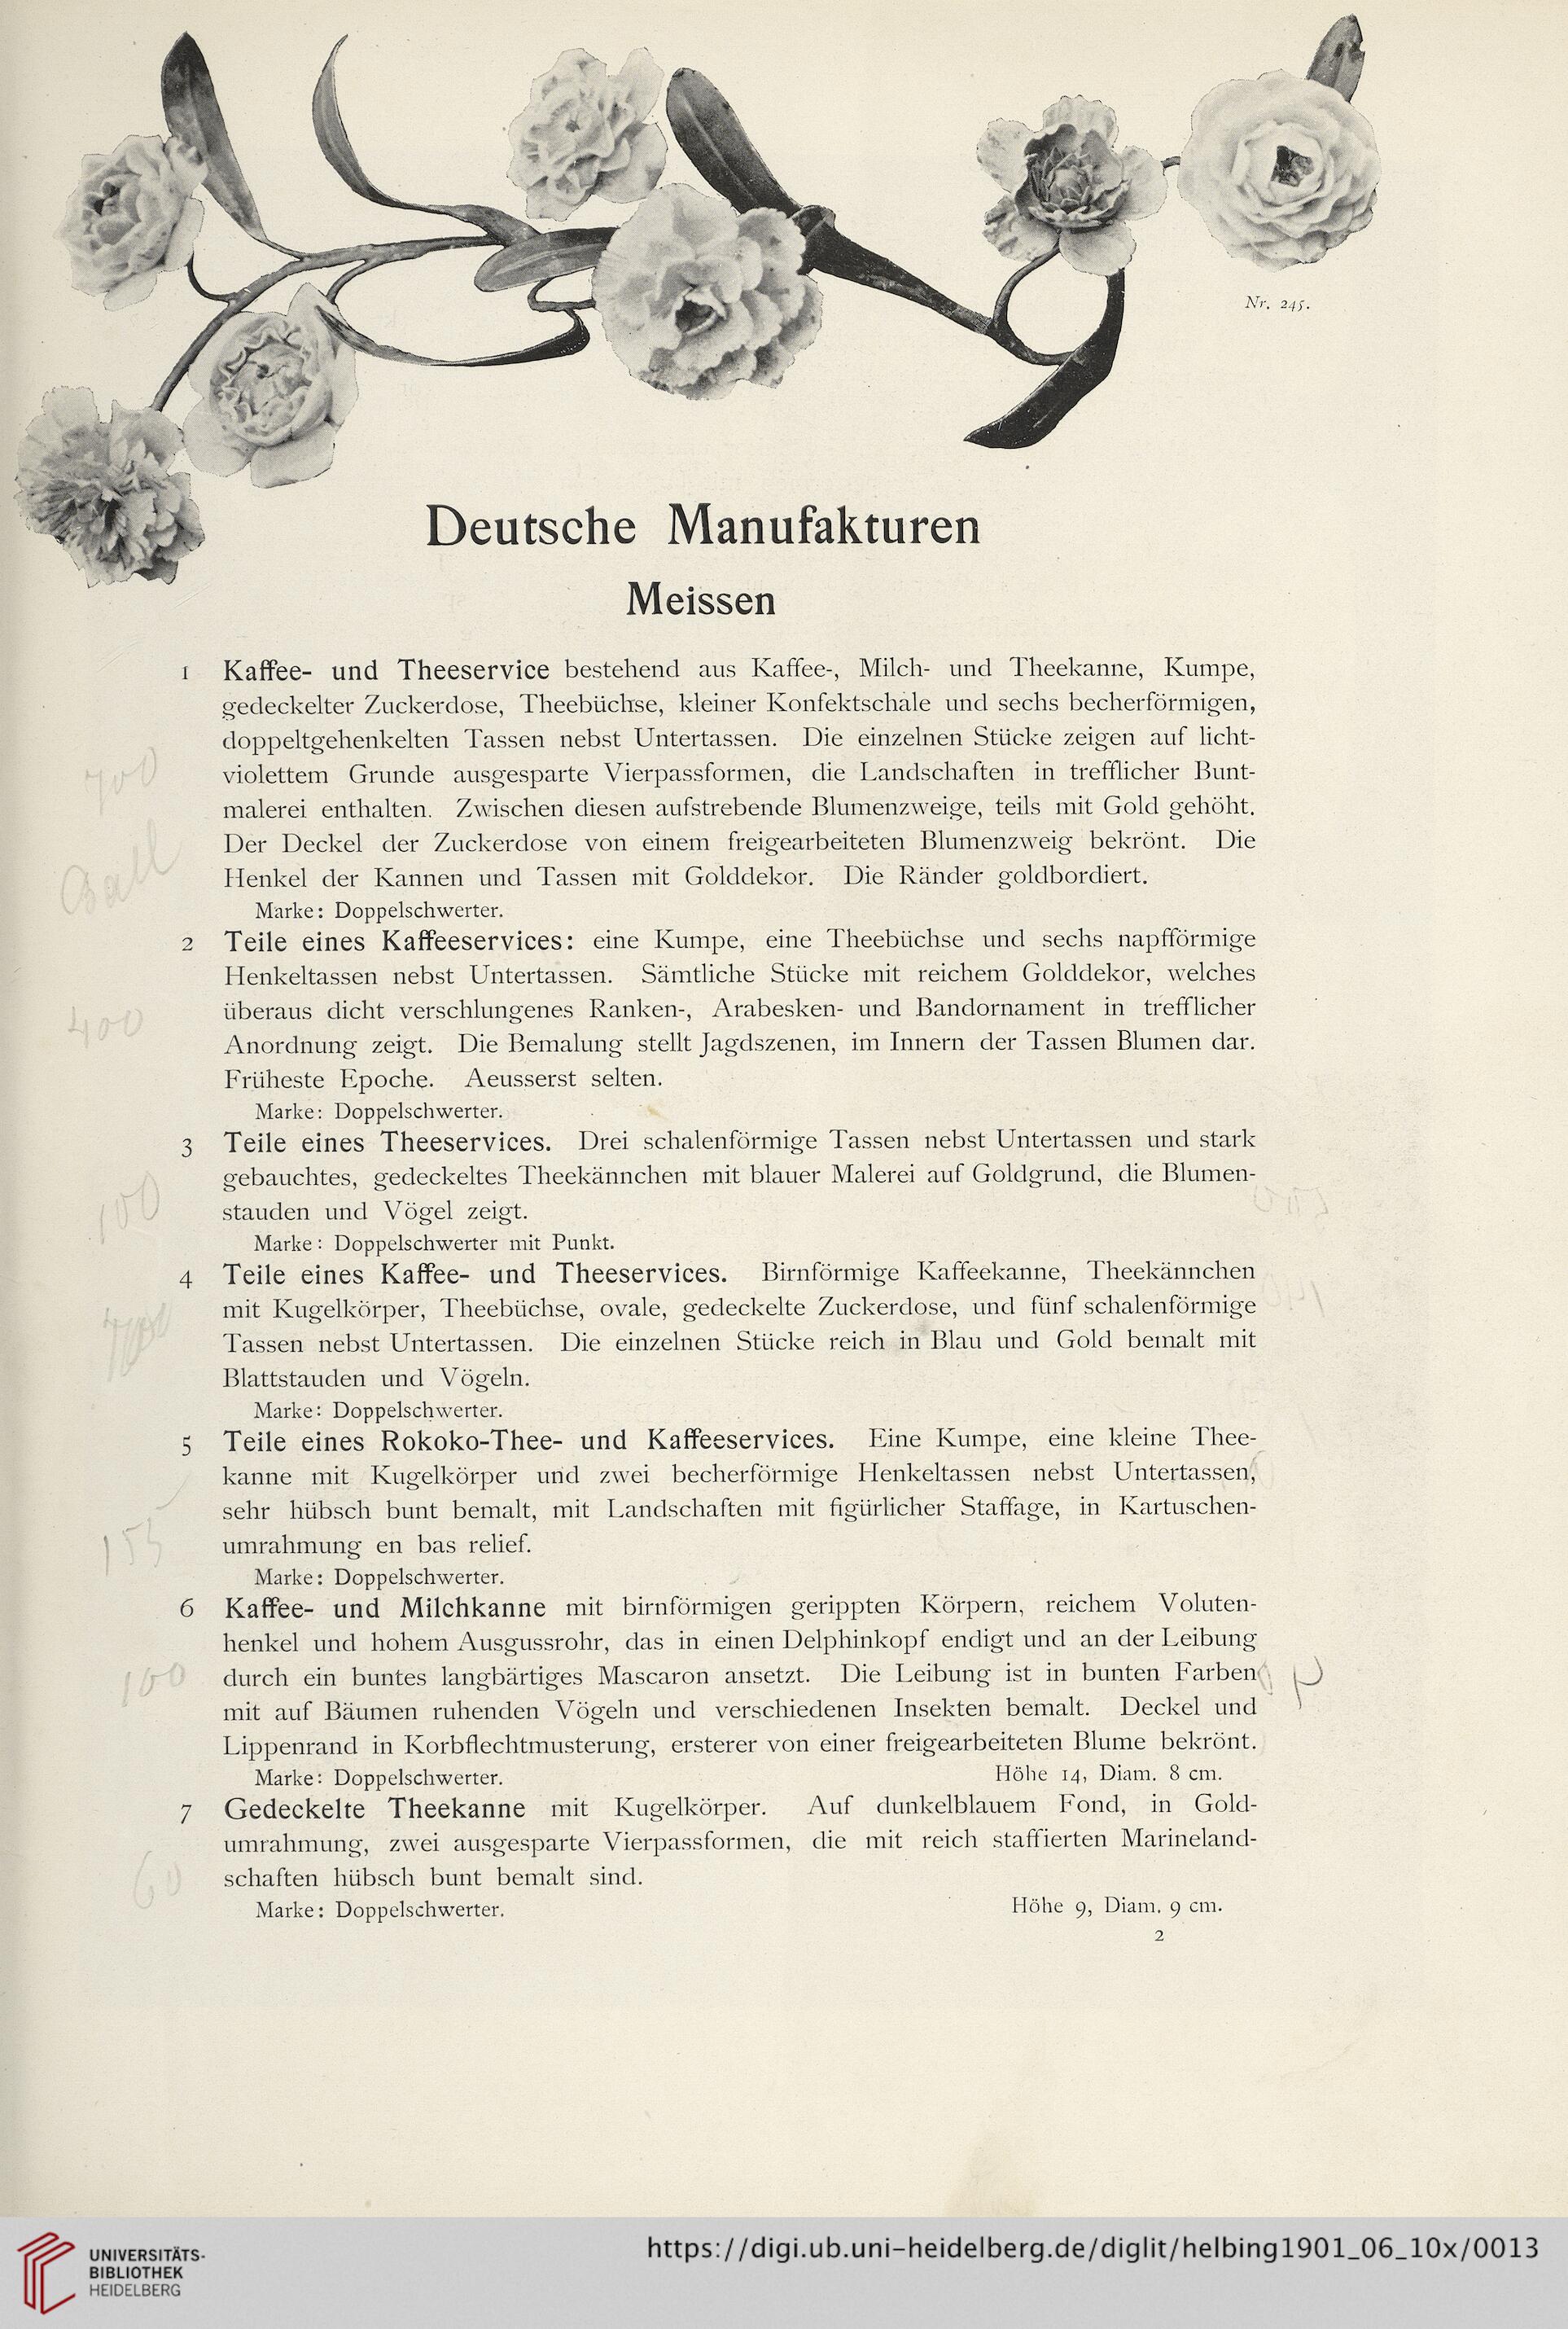 Nr. 245.
Deutsche Manufakturen
Meissen
1 Kaffee- und Theeservice bestehend aus Kaffee-, Milch- und Theekanne, Kumpe,
gedeckelter Zuckerdose, Theebüchse, kleiner Konfektschale und sechs becherförmigen,
doppeltgehenkelten Tassen nebst Untertassen. Die einzelnen Stücke zeigen auf licht-
violettem Grunde ausgesparte Vierpassformen, die Landschaften in trefflicher Bunt-
malerei enthalten. Zwischen diesen aufstrebende Blumenzweige, teils mit Gold gehöht.
Der Deckel der Zuckerdose von einem freigearbeiteten Blumenzweig bekrönt. Die
Henkel der Kannen und Tassen mit Golddekor. Die Ränder goldbordiert.
Marke: Doppelschwerter.
700
2 Teile eines Kaffeeservices: eine Kumpe, eine Theebüchse und sechs napfförmige
Henkeltassen nebst Untertassen. Sämtliche Stücke mit reichem Golddekor, welches
überaus dicht verschlungenes Ranken-, Arabesken- und Bandornament in trefflicher
Anordnung zeigt. Die Bemalung stellt Jagdszenen, im Innern der Tassen Blumen dar.
Früheste Epoche. Aeusserst selten.
Marke: Doppelschwerter.
400
3 Teile eines Theeservices. Drei schalenförmige Tassen nebst Untertassen und stark
gebauchtes, gedeckeltes Theekännchen mit blauer Malerei auf Goldgrund, die Blumen-
stauden und Vögel zeigt.
Marke: Doppelschwerter mit Punkt.
100
4 Teile eines Kaffee- und Theeservices. Birnförmige Kaffeekanne, Theekännchen
mit Kugelkörper, Theebüchse, ovale, gedeckelte Zuckerdose, und fünf schalenförmige
Tassen nebst Untertassen. Die einzelnen Stücke reich in Blau und Gold bemalt mit
Blattstauden und Vögeln.
Marke: Doppelschwerter.
5 Teile eines Rokoko-Thee- und Kaffeeservices. Eine Kumpe, eine kleine Thee-
kanne mit Kugelkörper und zwei becherförmige Henkeltassen nebst Untertassen,
sehr hübsch bunt bemalt, mit Landschaften mit figürlicher Staffage, in Kartuschen-
umrahmung en bas relief.
Marke: Doppelschwerter.
155
6 Kaffee- und Milchkanne mit birnförmigen gerippten Körpern, reichem Voluten-
henkel und hohem Ausgussrohr, das in einen Delphinkopf endigt und an der Leibung
durch ein buntes langbärtiges Mascaron ansetzt. Die Leibung ist in bunten Farben
mit auf Bäumen ruhenden Vögeln und verschiedenen Insekten bemalt. Deckel und
Lippenrand in Korbflechtmusterung, ersterer von einer freigearbeiteten Blume bekrönt.
Marke: Doppelschwerter. Höhe 14, Diam. 8 cm.
160
7 Gedeckelte Theekanne mit Kugelkörper. Auf dunkelblauem Fond, in Gold-
umrahmung, zwei ausgesparte Vierpassformen, die mit reich staffierten Marineland-
schaften hübsch bunt bemalt sind.
Marke: Doppelschwerter. Höhe 9, Diam. 9 cm.
60
2
UNIVERSITÄTS-
BIBLIOTHEK
HEIDELBERG
https://digi.ub.uni-heidelberg.de/diglit/helbing1901_06_10x/0013